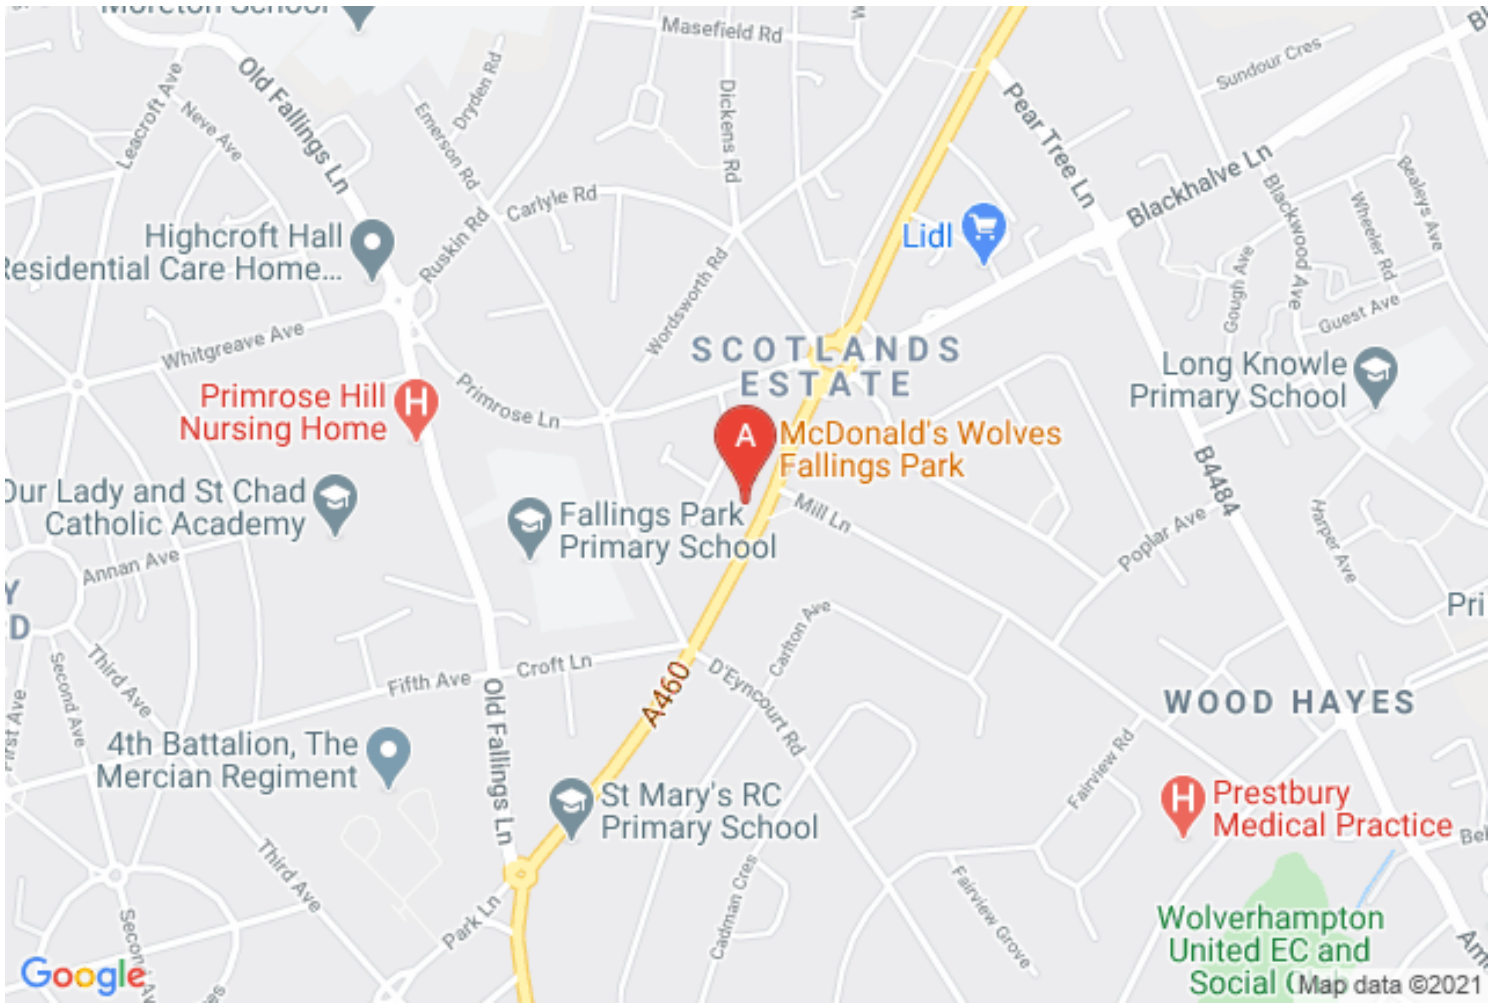 Moreton School
Masefield Rd
Sundour Cres
Old Fallings Ln
Leacroft Ave
Neve Ave
Dryden Rd
Emerson Rd
Dickens Rd
Pear Tree Ln
Blackhalve Ln
Bealeys Ave
Wheeler Rd
Blackwood Ave
Gough Ave
Guest Ave
Carlyle Rd
Ruskin Rd
Highcroft Hall
Residential Care Home...
Lidl
Wordsworth Rd
Whitgreave Ave
SCOTLANDS
ESTATE
Primrose Hill
Nursing Home
Primrose Ln
Long Knowle
Primary School
A
McDonald's Wolves
Fallings Park
B4484
Our Lady and St Chad
Catholic Academy
Fallings Park
Primary School
Mill Ln
Poplar Ave
Harper Ave
Annan Ave
Y
RD
Pri
Carlton Ave
Second Ave
Third Ave
First Ave
Fifth Ave
Croft Ln
A460
D'Eyncourt Rd
Old Fallings Ln
WOOD HAYES
4th Battalion, The
Mercian Regiment
Fairview Rd
St Mary's RC
Primary School
Prestbury
Medical Practice
Third Ave
Cadman Cres
Fairview Grove
Park Ln
Second Av
Cres
Wolverhampton
United EC and
Social C
Google
Map data ©2021